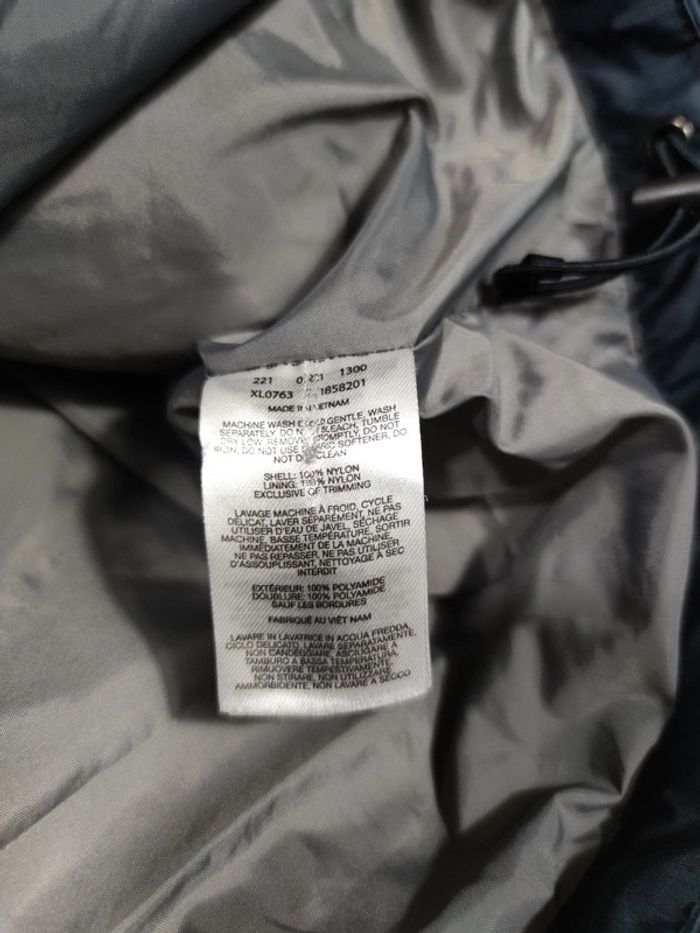 221 1300
XL0763 1858201
MADE IN VIETNAM
MACHINE WASH COLD GENTLE, WASH
SEPARATELY. DO NOT BLEACH, TUMBLE
DRY LOW. REMOVE PROMPTLY, DO NOT
IRON, DO NOT USE FABRIC SOFTENER. DO
NOT DRY CLEAN
SHELL: 100% NYLON
LINING: 100% NYLON
EXCLUSIVE OF TRIMMING
LAVAGE MACHINE À FROID, CYCLE
DÉLICAT, LAVER SÉPARÉMENT, NE PAS
UTILISER D'EAU DE JAVEL, SÉCHAGE
MACHINE, BASSE TEMPÉRATURE, SORTIR
IMMÉDIATEMENT DE LA MACHINE,
NE PAS REPASSER, NE PAS UTILISER
D'ASSOUPLISSANT, NETTOYAGE À SEC
INTERDIT
EXTÉRIEUR: 100% POLYAMIDE
DOUBLURE: 100% POLYAMIDE
SAUF LES BORDURES
FABRIQUÉ AU VIÊT NAM
LAVARE IN LAVATRICE IN ACQUA FREDDA,
CICLO DELICATO, LAVARE SEPARATAMENTE,
NON CANDEGGIARE, ASCIUGARE A
TAMBURO A BASSA TEMPERATURA,
RIMUOVERE TEMPESTIVAMENTE,
NON STIRARE, NON UTILIZZARE
AMMORBIDENTE, NON LAVARE A SECCO